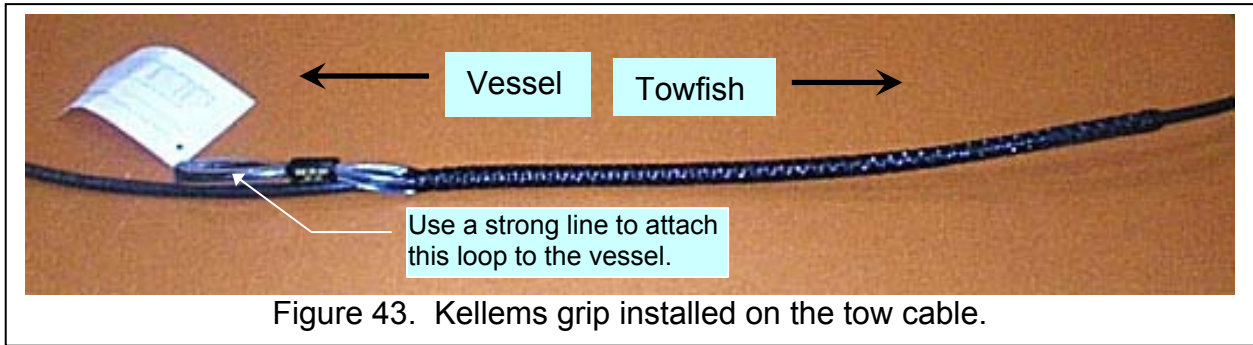 Vessel
Towfish
Use a strong line to attach
this loop to the vessel.
Figure 43. Kellems grip installed on the tow cable.